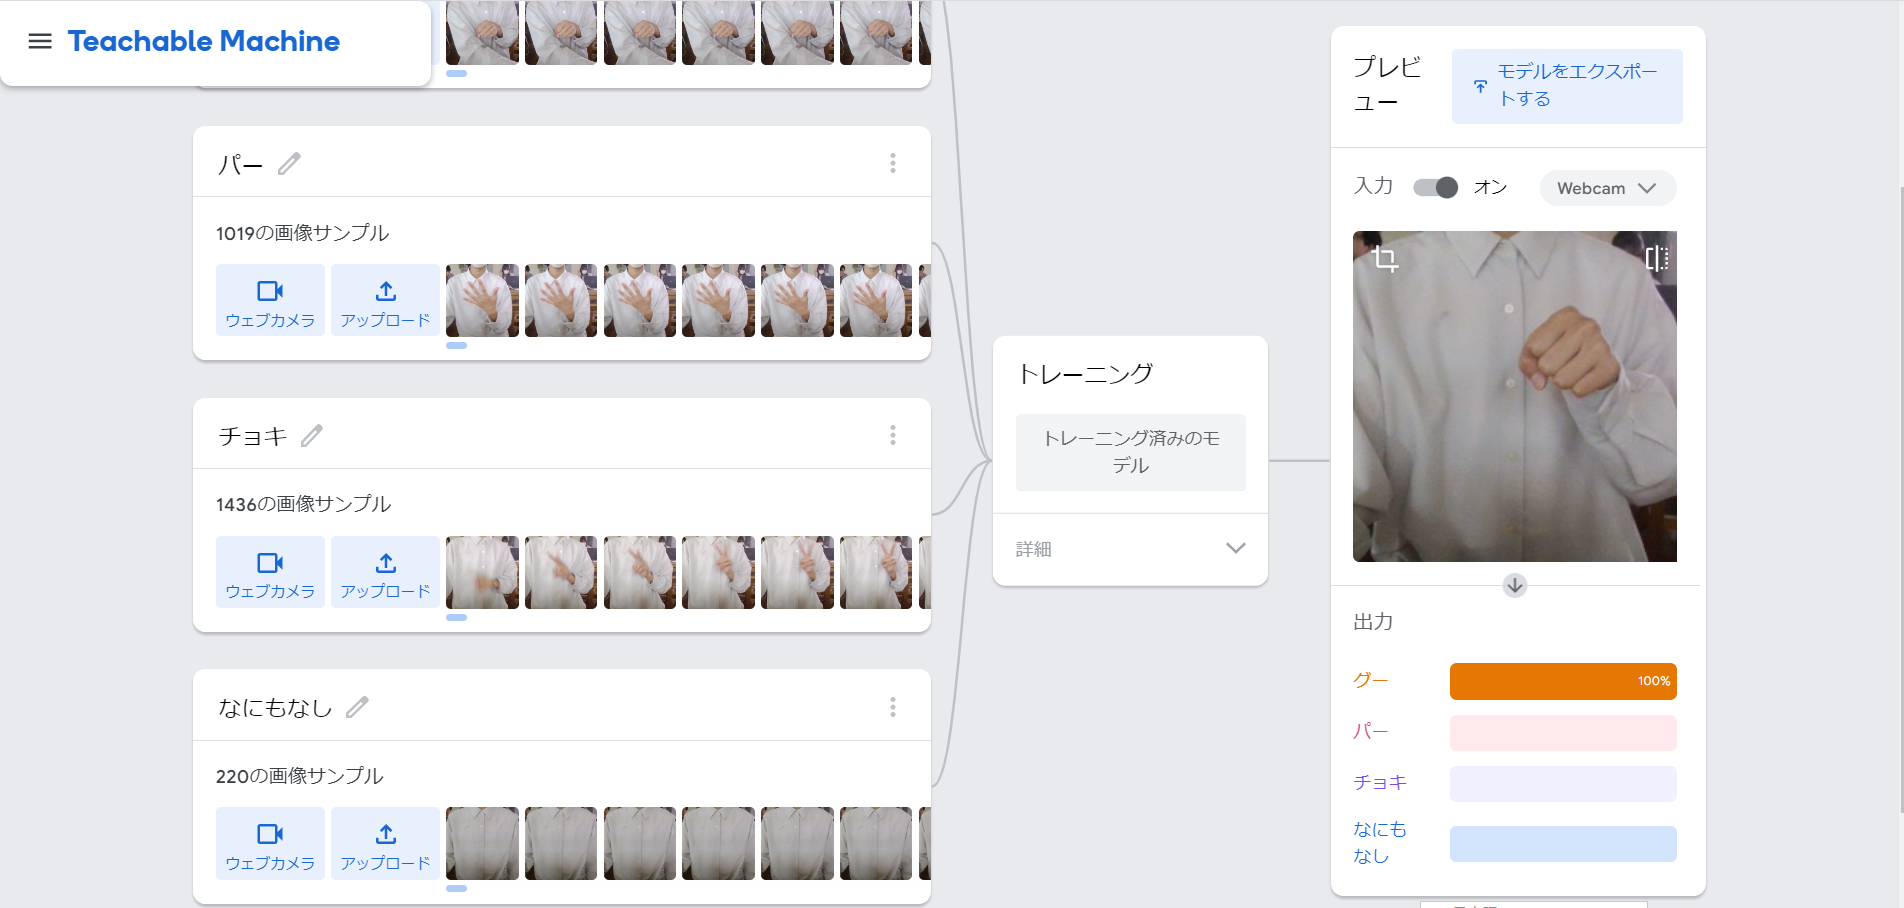 Teachable Machine
パー
1019の画像サンプル
ウェブカメラ
アップロード
チョキ
1436の画像サンプル
ウェブカメラ
アップロード
なにもなし
220の画像サンプル
ウェブカメラ
アップロード
トレーニング
トレーニング済みのモ
デル
詳細
プレビ
ュー
モデルをエクスポー
トする
入力
オン
Webcam
出力
グー
100%
パー
チョキ
なにも
なし